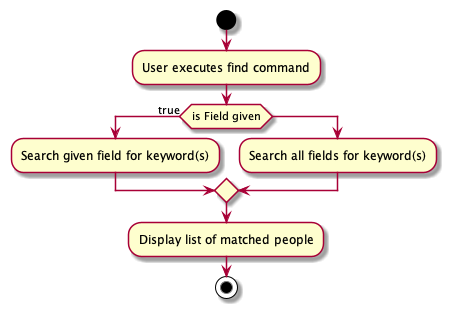 User executes find command
true
is Field given
Search given field for keyword(s)
Search all fields for keyword(s)
Display list of matched people